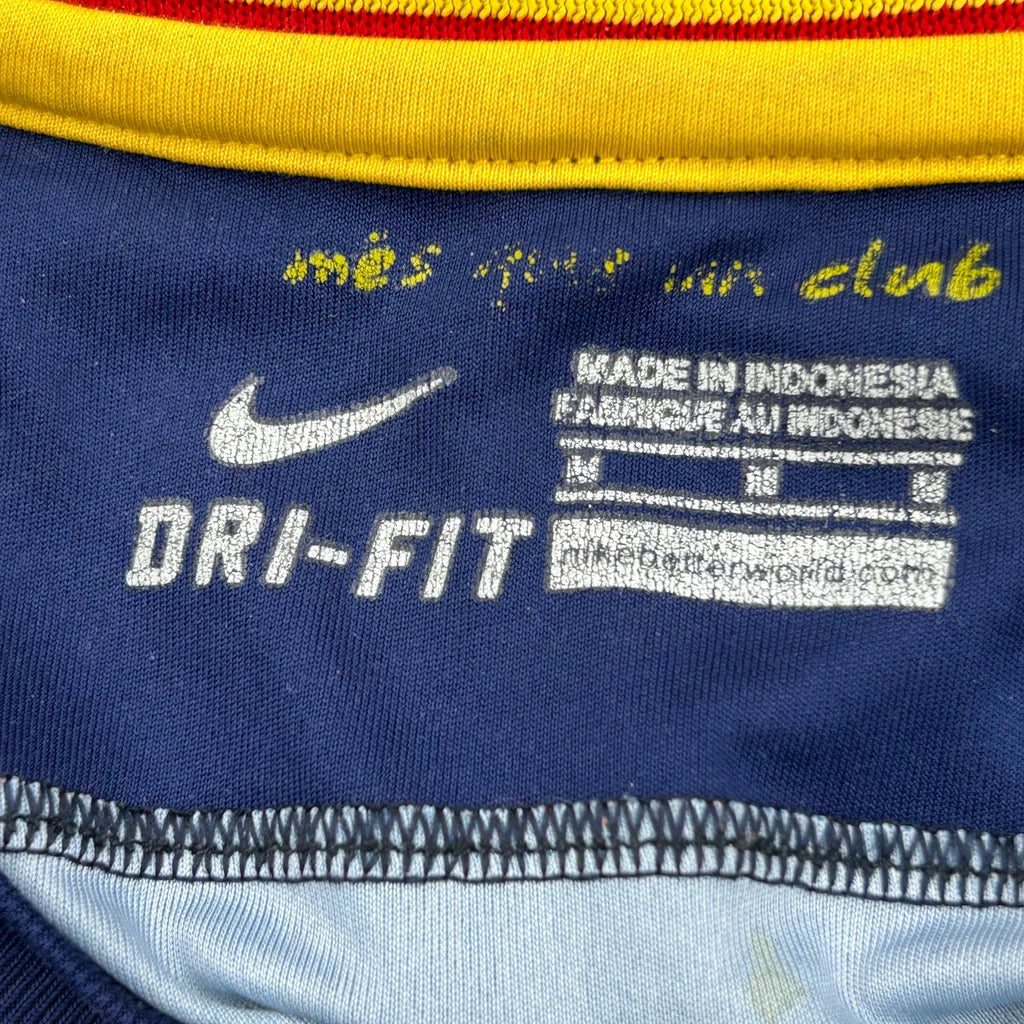 més que un club
MADE IN INDONESIA
FABRIQUE AU INDONESIE
DRI-FIT
nikebetterworld.com